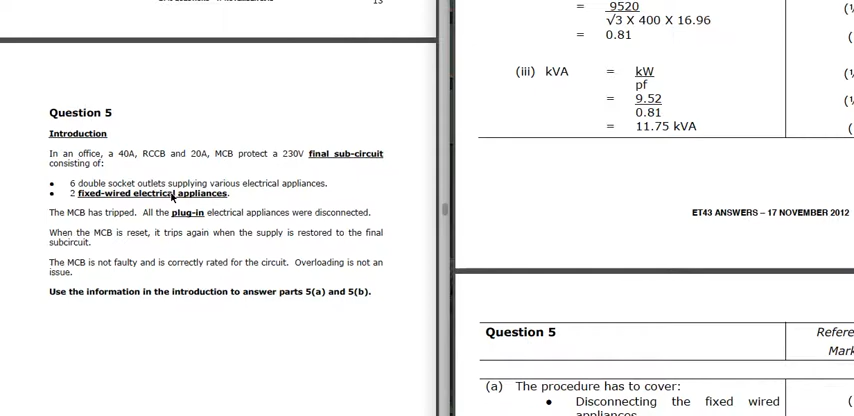 13
Question 5
Introduction
In an office, a 40A, RCCB and 20A, MCB protect a 230V final sub-circuit
consisting of:
• 6 double socket outlets supplying various electrical appliances.
• 2 fixed-wired electrical appliances.
The MCB has tripped. All the plug-in electrical appliances were disconnected.
When the MCB is reset, it trips again when the supply is restored to the final
subcircuit.
The MCB is not faulty and is correctly rated for the circuit. Overloading is not an
issue.
Use the information in the introduction to answer parts 5(a) and 5(b).
= 9520
√3 X 400 X 16.96
= 0.81
(iii) kVA = kW
pf
= 9.52
0.81
= 11.75 kVA
ET43 ANSWERS – 17 NOVEMBER 2012
Question 5
Refere
Mark
(a) The procedure has to cover:
• Disconnecting the fixed wired
appliances